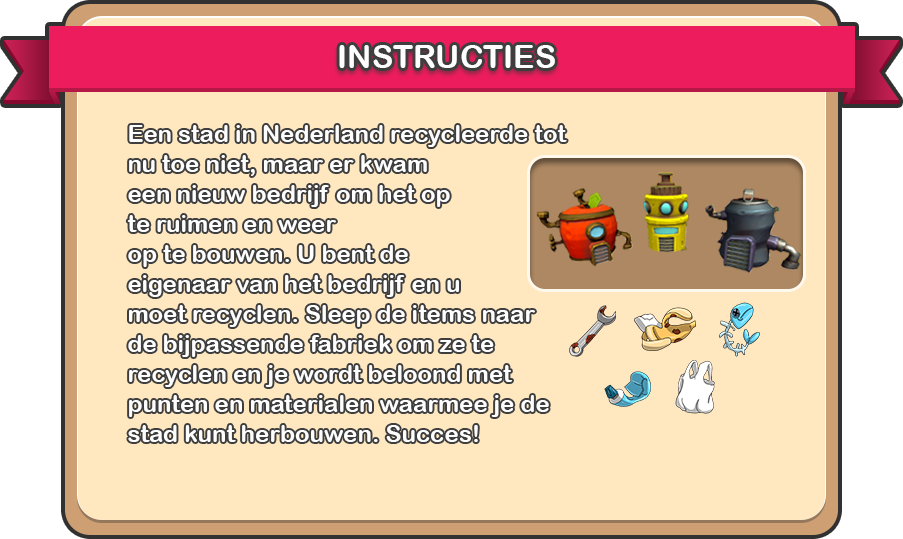 INSTRUCTIES
Een stad in Nederland recycleerde tot
nu toe niet, maar er kwam
een nieuw bedrijf om het op
te ruimen en weer
op te bouwen. U bent de
eigenaar van het bedrijf en u
moet recyclen. Sleep de items naar
de bijpassende fabriek om ze te
recyclen en je wordt beloond met
punten en materialen waarmee je de
stad kunt herbouwen. Succes!